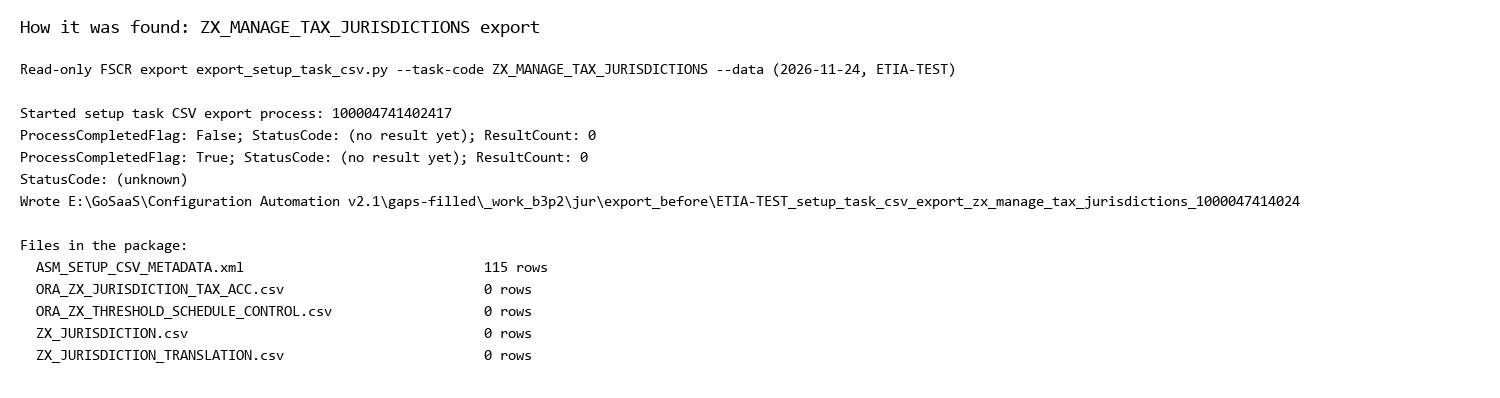 How it was found: ZX_MANAGE_TAX_JURISDICTIONS export
Read-only FSCR export export_setup_task_csv.py --task-code ZX_MANAGE_TAX_JURISDICTIONS --data (2026-11-24, ETIA-TEST)
Started setup task CSV export process: 100004741402417
ProcessCompletedFlag: False; StatusCode: (no result yet); ResultCount: 0
ProcessCompletedFlag: True; StatusCode: (no result yet); ResultCount: 0
StatusCode: (unknown)
Wrote E:\GoSaaS\Configuration Automation v2.1\gaps-filled\_work_b3p2\jur\export_before\ETIA-TEST_setup_task_csv_export_zx_manage_tax_jurisdictions_1000047414024
Files in the package:
ASM_SETUP_CSV_METADATA.xml 115 rows
ORA_ZX_JURISDICTION_TAX_ACC.csv 0 rows
ORA_ZX_THRESHOLD_SCHEDULE_CONTROL.csv 0 rows
ZX_JURISDICTION.csv 0 rows
ZX_JURISDICTION_TRANSLATION.csv 0 rows